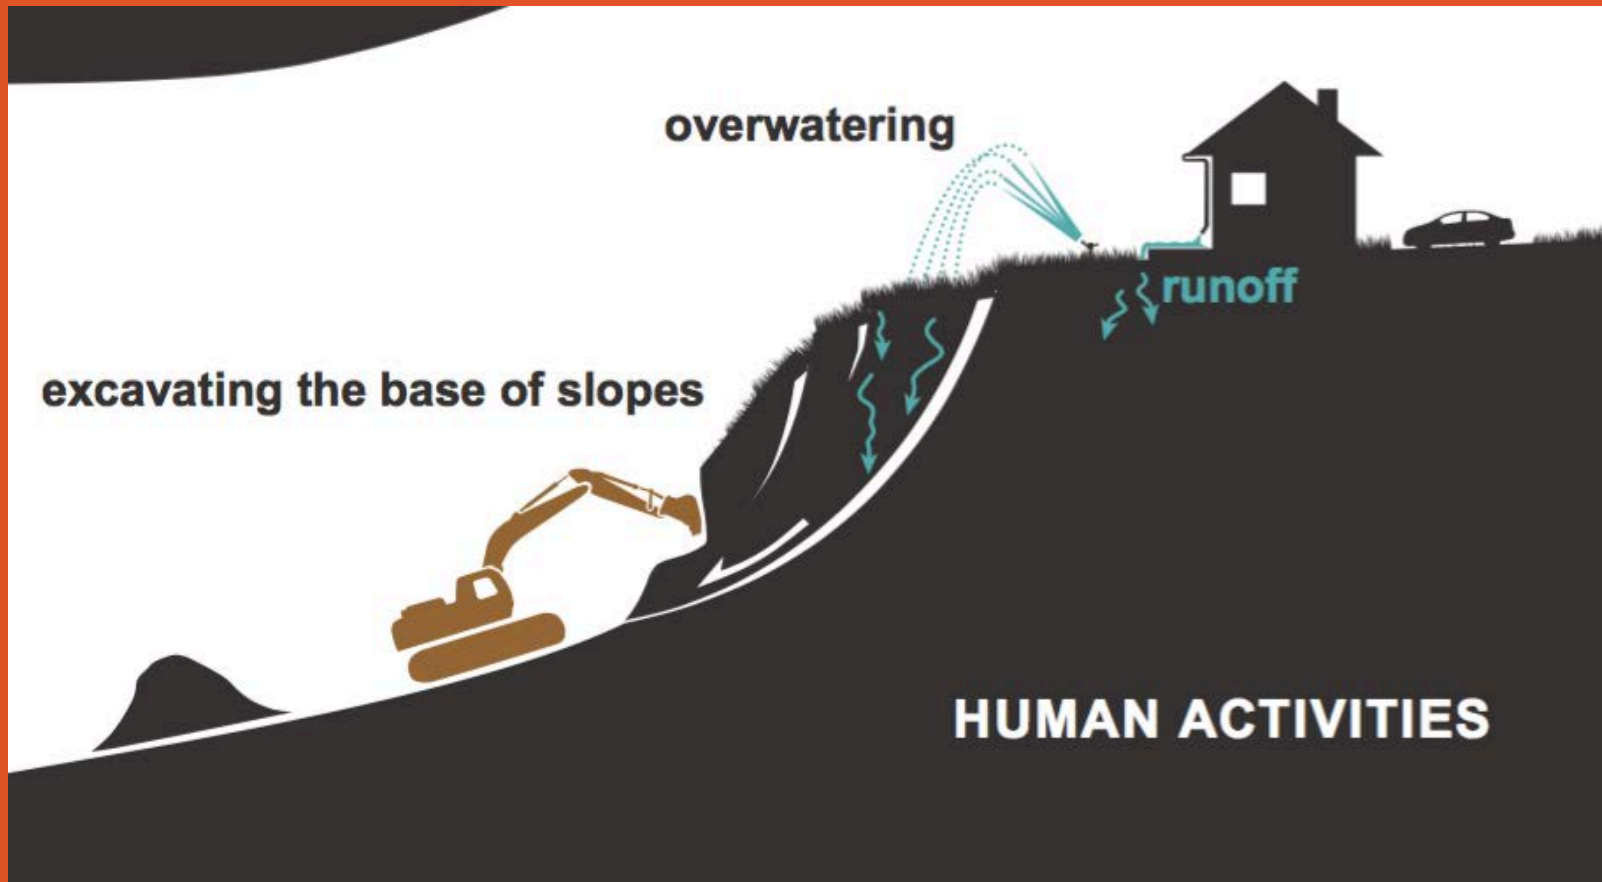 overwatering
runoff
excavating the base of slopes
HUMAN ACTIVITIES